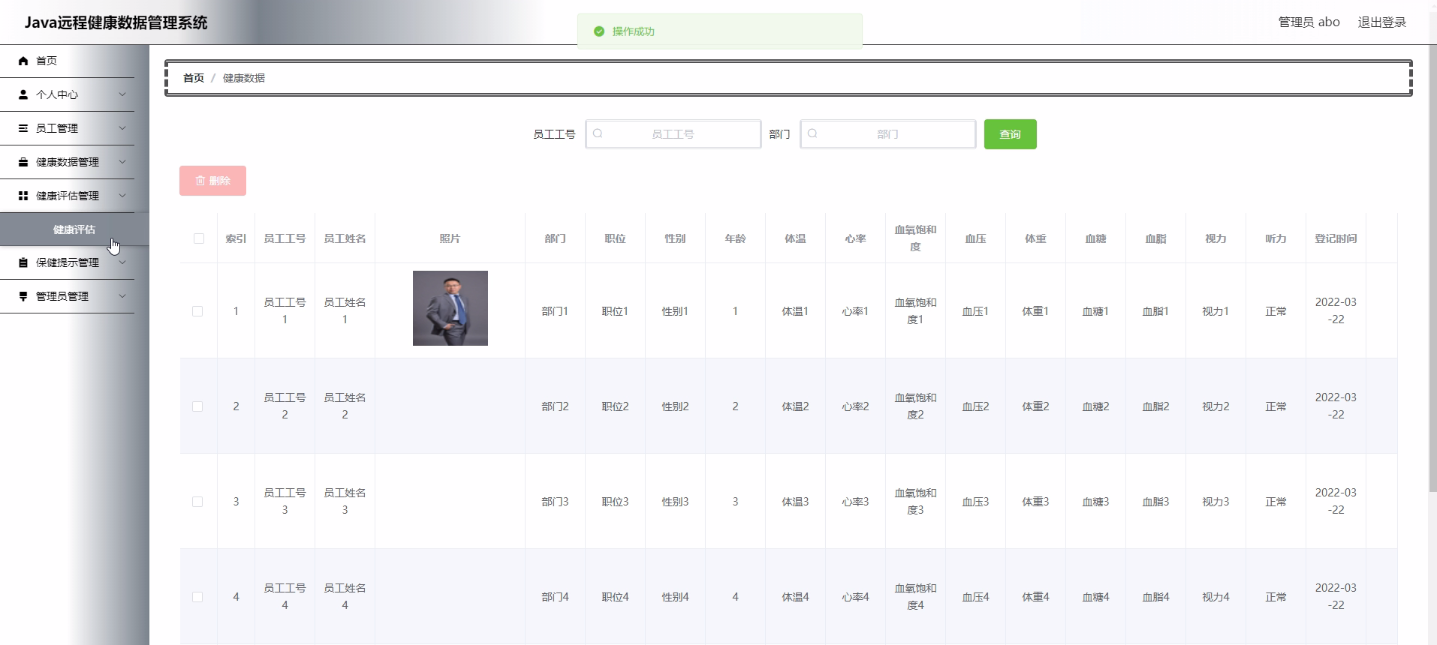 Java远程健康数据管理系统
操作成功
管理员 abo 退出登录
首页
个人中心
员工管理
健康数据管理
健康评估管理
健康评估
保健提示管理
管理员管理
首页 / 健康数据
员工工号 员工工号 部门 部门 查询
删除
索引 员工工号 员工姓名 照片 部门 职位 性别 年龄 体温 心率 血氧饱和度 血压 体重 血糖 血脂 视力 听力 登记时间
1 员工工号1 员工姓名1 部门1 职位1 性别1 1 体温1 心率1 血氧饱和度1 血压1 体重1 血糖1 血脂1 视力1 正常 2022-03-22
2 员工工号2 员工姓名2 部门2 职位2 性别2 2 体温2 心率2 血氧饱和度2 血压2 体重2 血糖2 血脂2 视力2 正常 2022-03-22
3 员工工号3 员工姓名3 部门3 职位3 性别3 3 体温3 心率3 血氧饱和度3 血压3 体重3 血糖3 血脂3 视力3 正常 2022-03-22
4 员工工号4 员工姓名4 部门4 职位4 性别4 4 体温4 心率4 血氧饱和度4 血压4 体重4 血糖4 血脂4 视力4 正常 2022-03-22